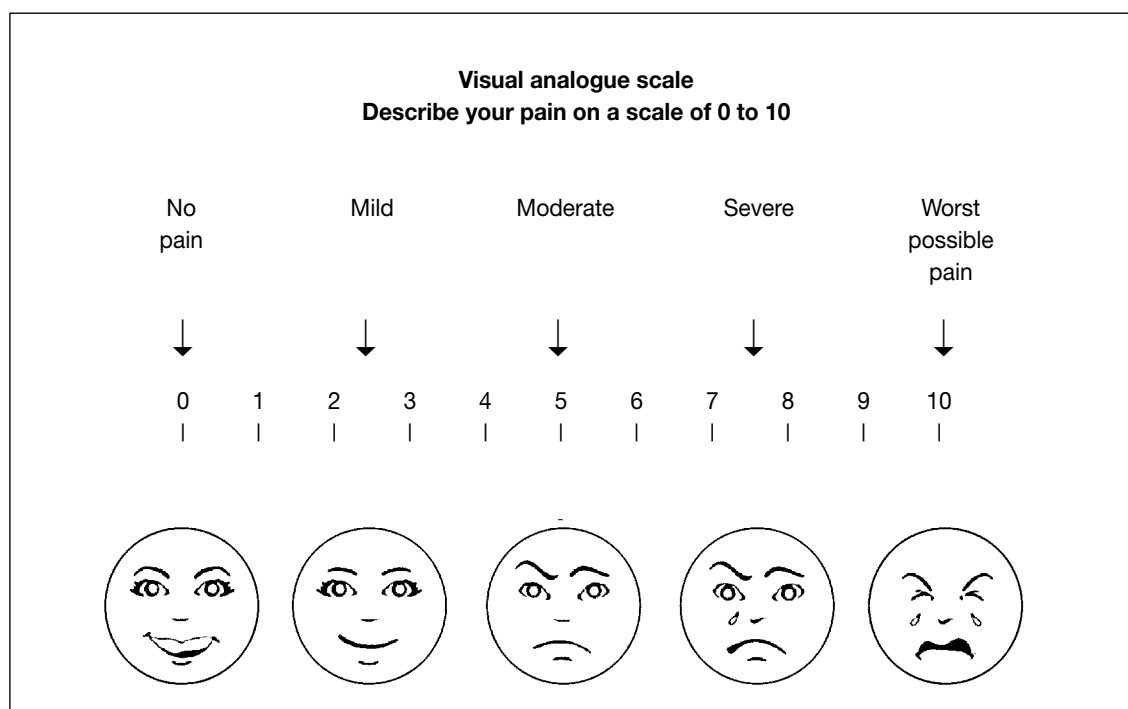 Visual analogue scale
Describe your pain on a scale of 0 to 10
No pain
Mild
Moderate
Severe
Worst possible pain
0 1 2 3 4 5 6 7 8 9 10